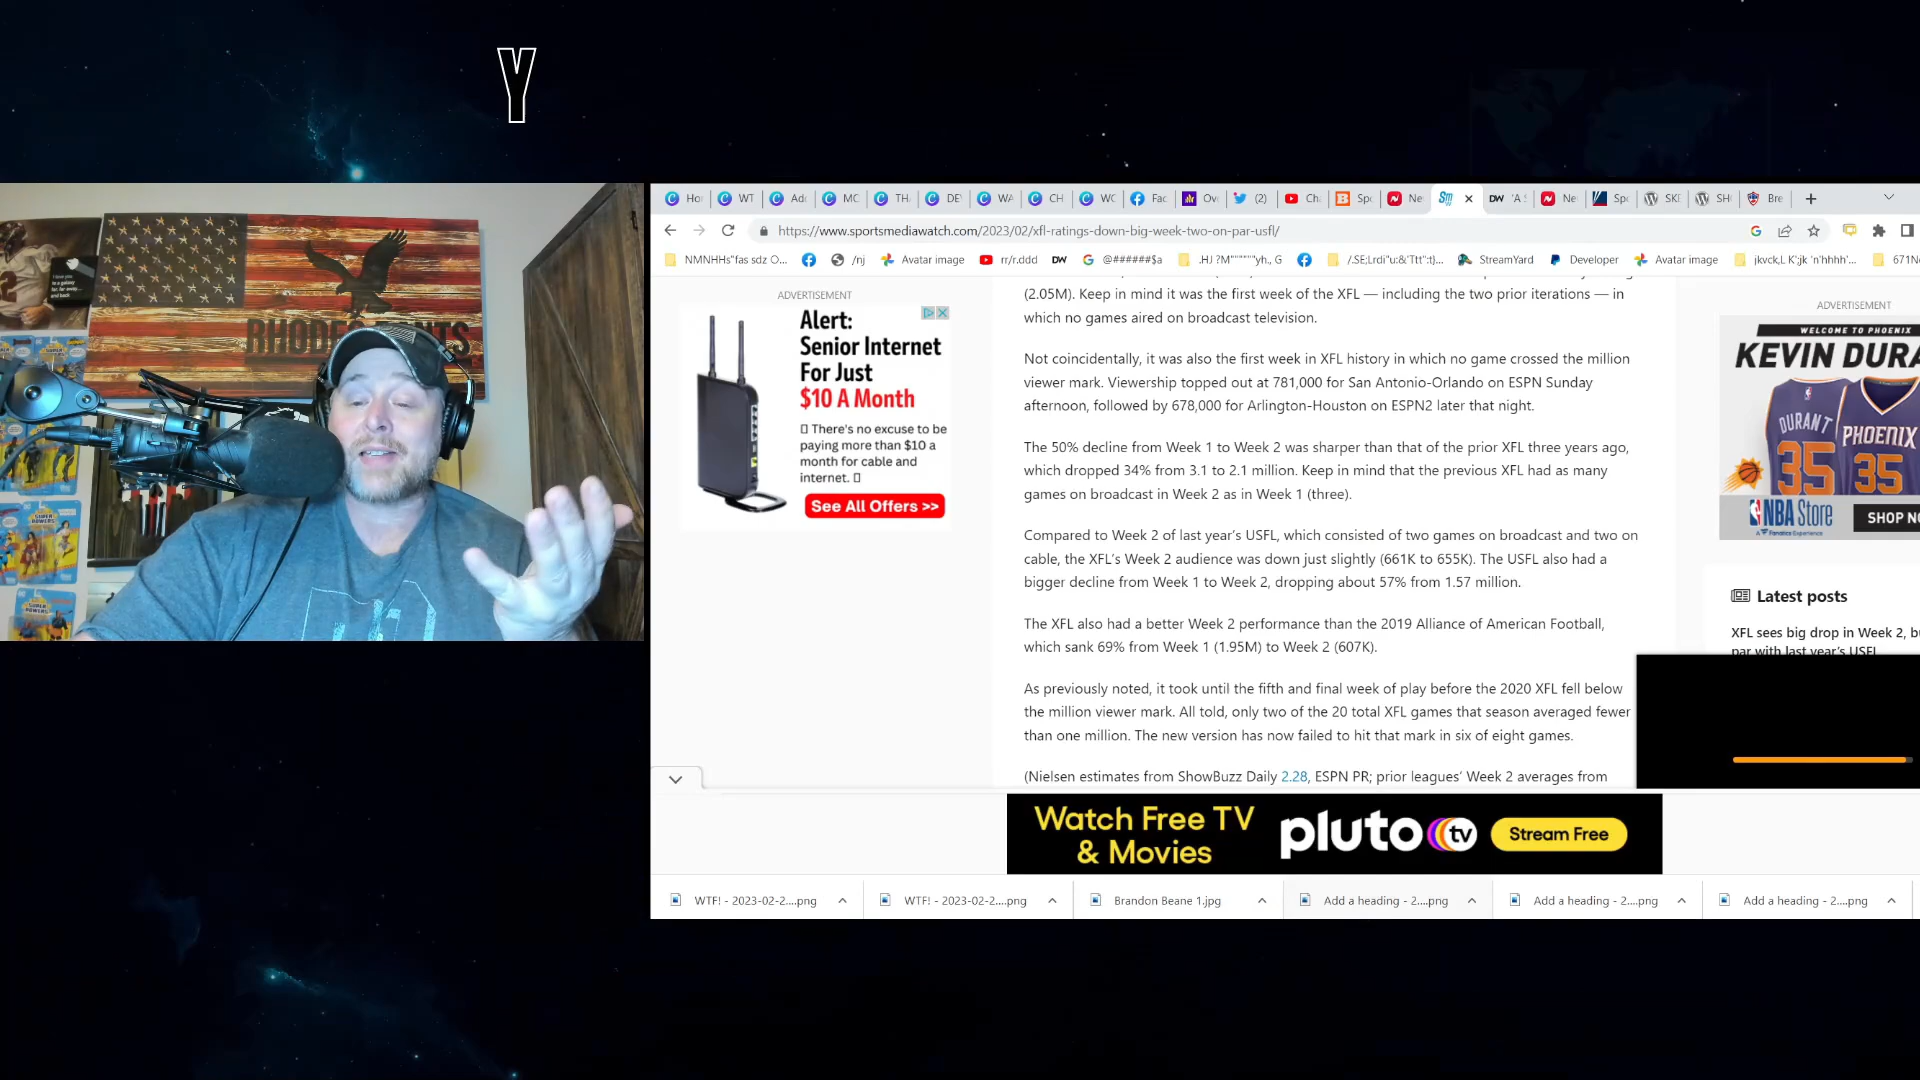 Y
WT
MC
(2)
https://www.sportsmediawatch.com/2023/02/xfl-ratings-down-big-week-two-on-par-usfl/
NMNHHs"fas sdz O...
/nj
Avatar image
rr/r.ddd
@######$a
StreamYard
Developer
Avatar image
RHODE
ADVERTISEMENT
Alert:
Senior Internet
For Just
$10 A Month
There's no excuse to be
paying more than $10 a
month for cable and
internet.
See All Offers >>
(2.05M). Keep in mind it was the first week of the XFL — including the two prior iterations — in
which no games aired on broadcast television.
Not coincidentally, it was also the first week in XFL history in which no game crossed the million
viewer mark. Viewership topped out at 781,000 for San Antonio-Orlando on ESPN Sunday
afternoon, followed by 678,000 for Arlington-Houston on ESPN2 later that night.
The 50% decline from Week 1 to Week 2 was sharper than that of the prior XFL three years ago,
which dropped 34% from 3.1 to 2.1 million. Keep in mind that the previous XFL had as many
games on broadcast in Week 2 as in Week 1 (three).
Compared to Week 2 of last year's USFL, which consisted of two games on broadcast and two on
cable, the XFL's Week 2 audience was down just slightly (661K to 655K). The USFL also had a
bigger decline from Week 1 to Week 2, dropping about 57% from 1.57 million.
The XFL also had a better Week 2 performance than the 2019 Alliance of American Football,
which sank 69% from Week 1 (1.95M) to Week 2 (607K).
As previously noted, it took until the fifth and final week of play before the 2020 XFL fell below
the million viewer mark. All told, only two of the 20 total XFL games that season averaged fewer
than one million. The new version has now failed to hit that mark in six of eight games.
(Nielsen estimates from ShowBuzz Daily 2.28, ESPN PR; prior leagues' Week 2 averages from
ADVERTISEMENT
WELCOME TO PHOENIX
KEVIN DURA
DURANT
35
PHOENIX
35
NBA Store
SHOP NO
Latest posts
XFL sees big drop in Week 2, bu
par with last year's USFL
Watch Free TV
& Movies
pluto tv
Stream Free
WTF! - 2023-02-2....png
WTF! - 2023-02-2....png
Brandon Beane 1.jpg
Add a heading - 2....png
Add a heading - 2....png
Add a heading - 2....png